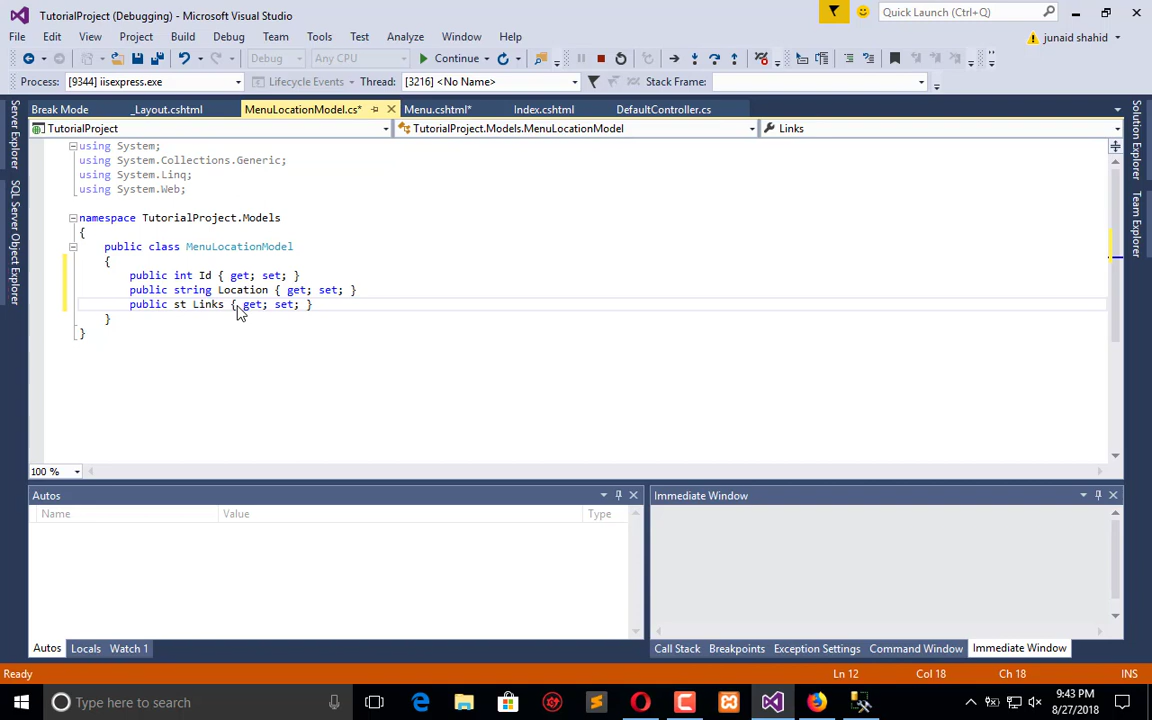 TutorialProject (Debugging) - Microsoft Visual Studio
Quick Launch (Ctrl+Q)
File Edit View Project Build Debug Team Tools Test Analyze Window Help
junaid shahid
Debug Any CPU Continue
Process: [9344] iisexpress.exe Lifecycle Events Thread: [3216] <No Name> Stack Frame:
Break Mode _Layout.cshtml MenuLocationModel.cs* Menu.cshtml* Index.cshtml DefaultController.cs
TutorialProject TutorialProject.Models.MenuLocationModel Links
Server Explorer
SQL Server Object Explorer
Solution Explorer
Team Explorer
using System;
using System.Collections.Generic;
using System.Linq;
using System.Web;
namespace TutorialProject.Models
{
public class MenuLocationModel
{
public int Id { get; set; }
public string Location { get; set; }
public st Links { get; set; }
}
}
100 %
Autos
Name Value Type
Immediate Window
Autos Locals Watch 1
Call Stack Breakpoints Exception Settings Command Window Immediate Window
Ready Ln 12 Col 18 Ch 18 INS
Type here to search
9:43 PM
8/27/2018